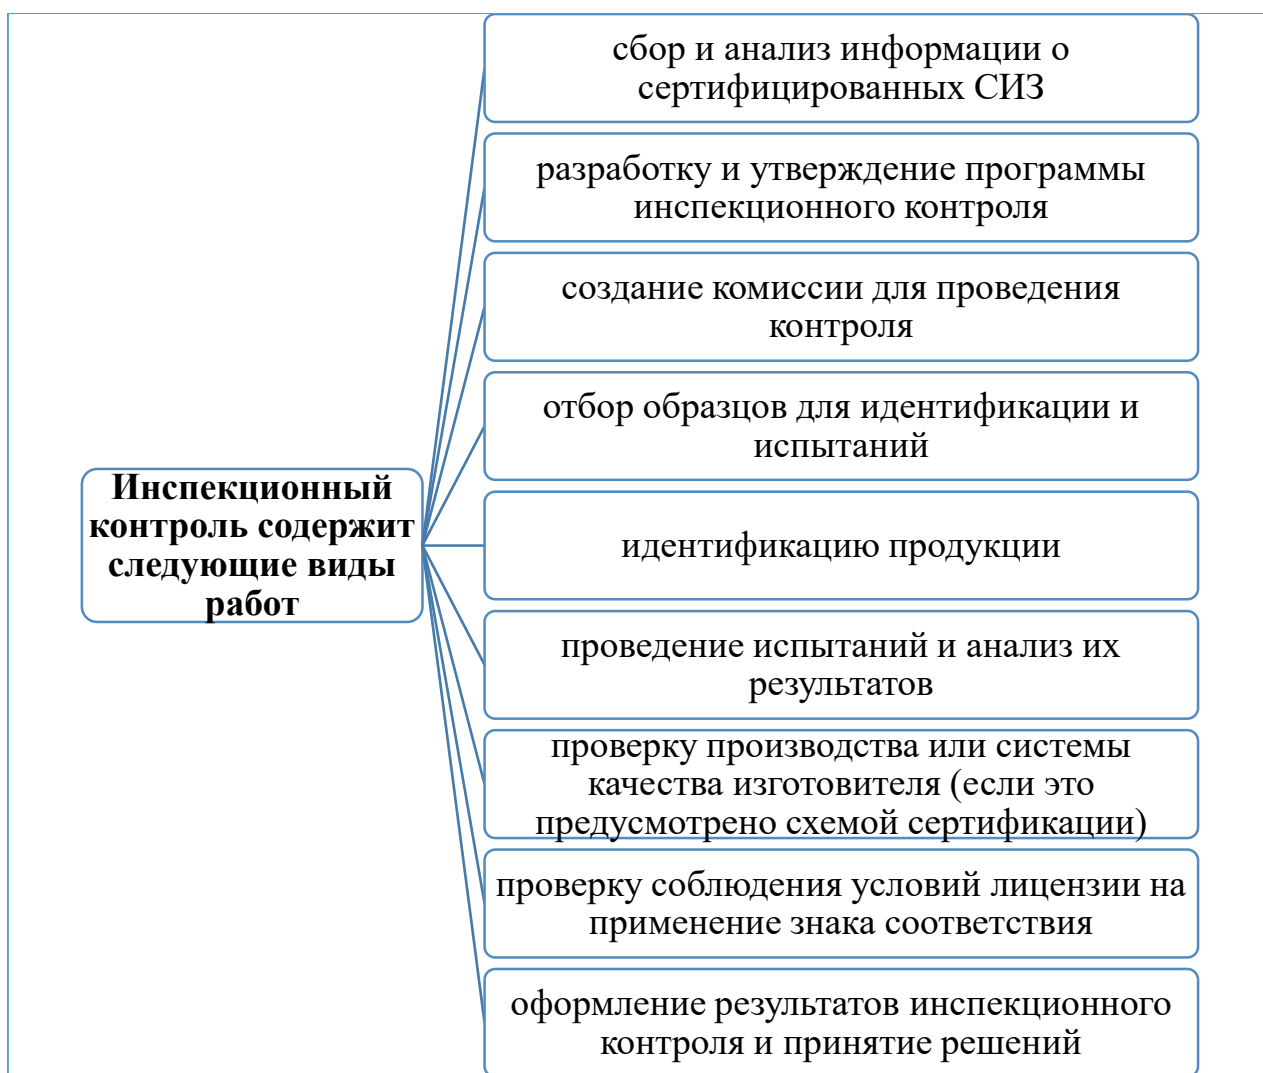 сбор и анализ информации о
сертифицированных СИЗ
разработку и утверждение программы
инспекционного контроля
создание комиссии для проведения
контроля
отбор образцов для идентификации и
испытаний
Инспекционный
контроль содержит
следующие виды
работ
идентификацию продукции
проведение испытаний и анализ их
результатов
проверку производства или системы
качества изготовителя (если это
предусмотрено схемой сертификации)
проверку соблюдения условий лицензии на
применение знака соответствия
оформление результатов инспекционного
контроля и принятие решений